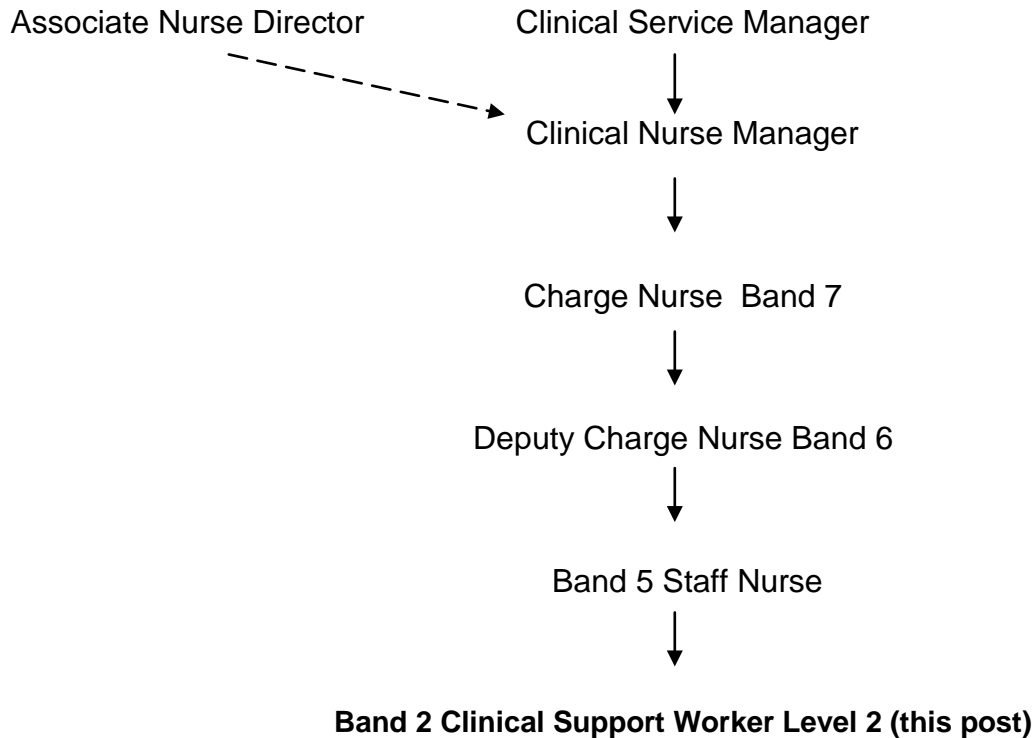 Associate Nurse Director
Clinical Service Manager
Clinical Nurse Manager
Charge Nurse  Band 7
Deputy Charge Nurse Band 6
Band 5 Staff Nurse
Band 2 Clinical Support Worker Level 2 (this post)